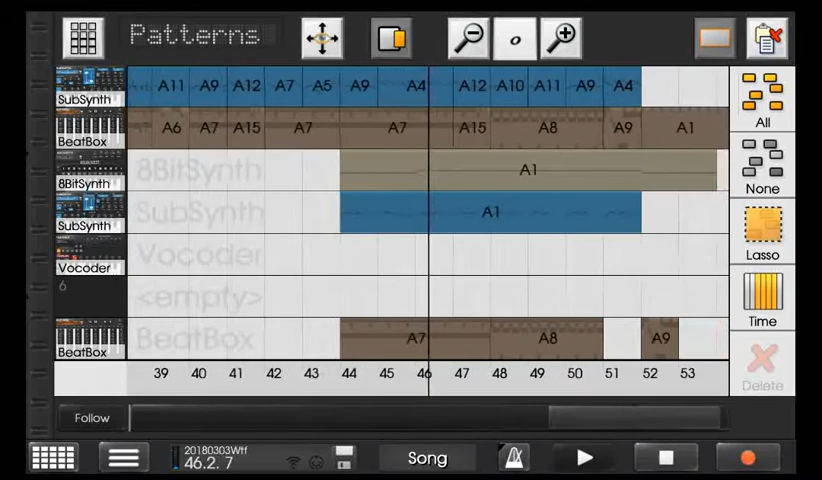 Patterns
o
SubSynth
A11 A9 A12 A7 A5 A9 A4 A12 A10 A11 A9 A4
All
BeatBox
A6 A7 A15 A7 A7 A15 A8 A9 A1
8BitSynth
8BitSynth
A1
None
SubSynth
SubSynth
A1
Lasso
Vocoder
Vocoder
6
<empty>
Time
BeatBox
BeatBox
A7 A8 A9
39 40 41 42 43 44 45 46 47 48 49 50 51 52 53
Delete
Follow
20180303Wtf
46.2. 7
Song